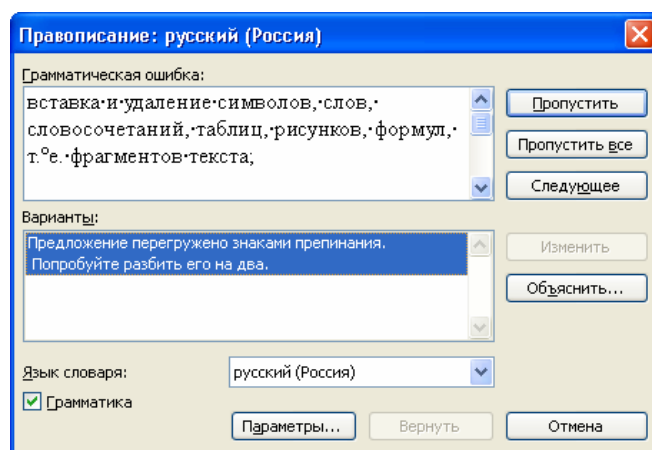 Правописание: русский (Россия)
Грамматическая ошибка:
вставка·и·удаление·символов,·слов,·
словосочетаний,·таблиц,·рисунков,·формул,·
т.°е.·фрагментов·текста;
Пропустить
Пропустить все
Следующее
Варианты:
Предложение перегружено знаками препинания.
Попробуйте разбить его на два.
Изменить
Объяснить...
Язык словаря:
русский (Россия)
Грамматика
Параметры...
Вернуть
Отмена